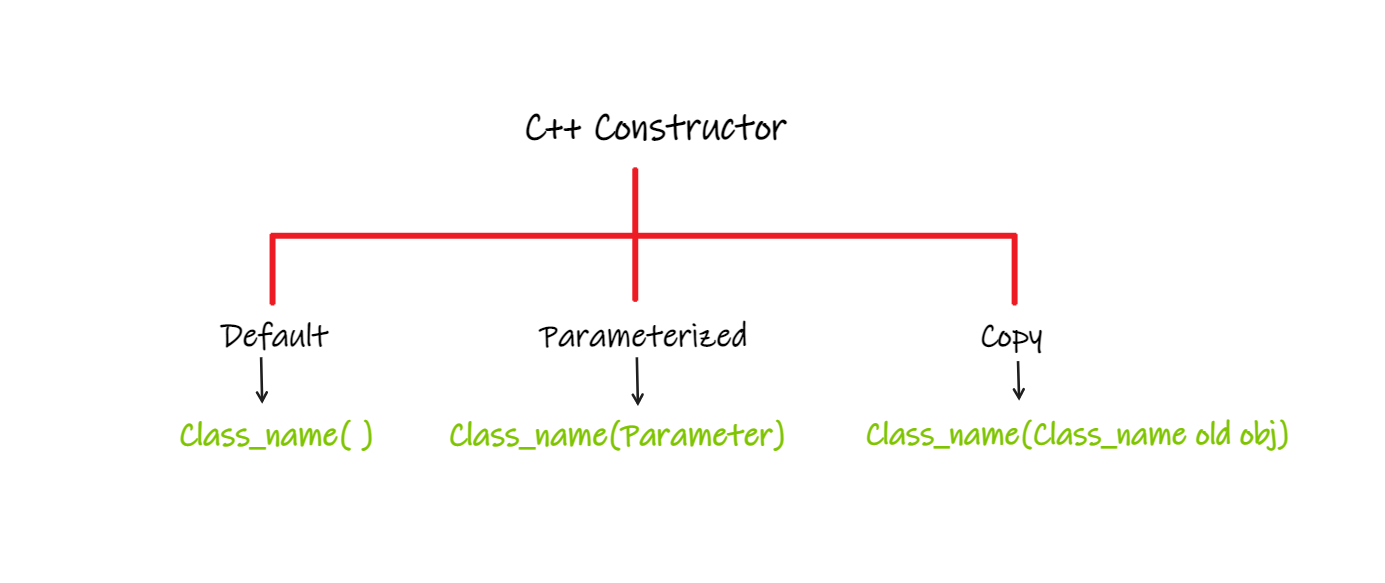 C++ Constructor
Default
Parameterized
Copy
Class_name( )
Class_name(Parameter)
Class_name(Class_name old obj)